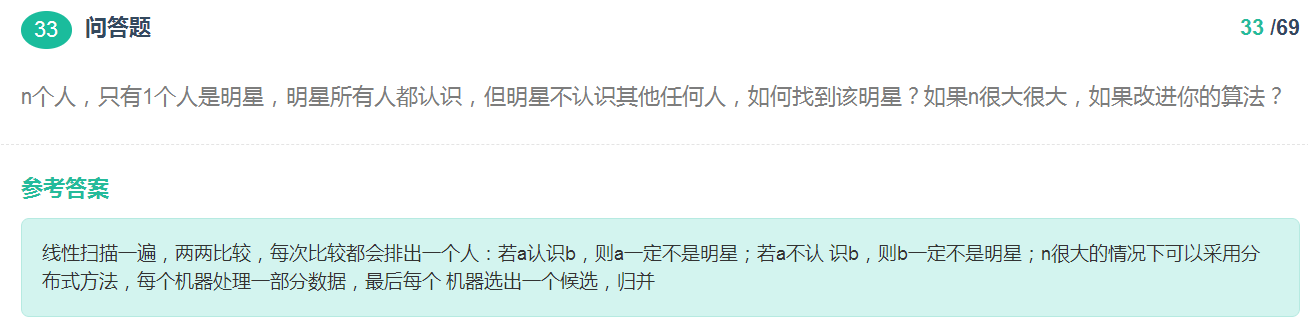 33 问答题 33 /69
n个人，只有1个人是明星，明星所有人都认识，但明星不认识其他任何人，如何找到该明星？如果n很大很大，如果改进你的算法？
参考答案
线性扫描一遍，两两比较，每次比较都会排出一个人：若a认识b，则a一定不是明星；若a不认 识b，则b一定不是明星；n很大的情况下可以采用分
布式方法，每个机器处理一部分数据，最后每个 机器选出一个候选，归并